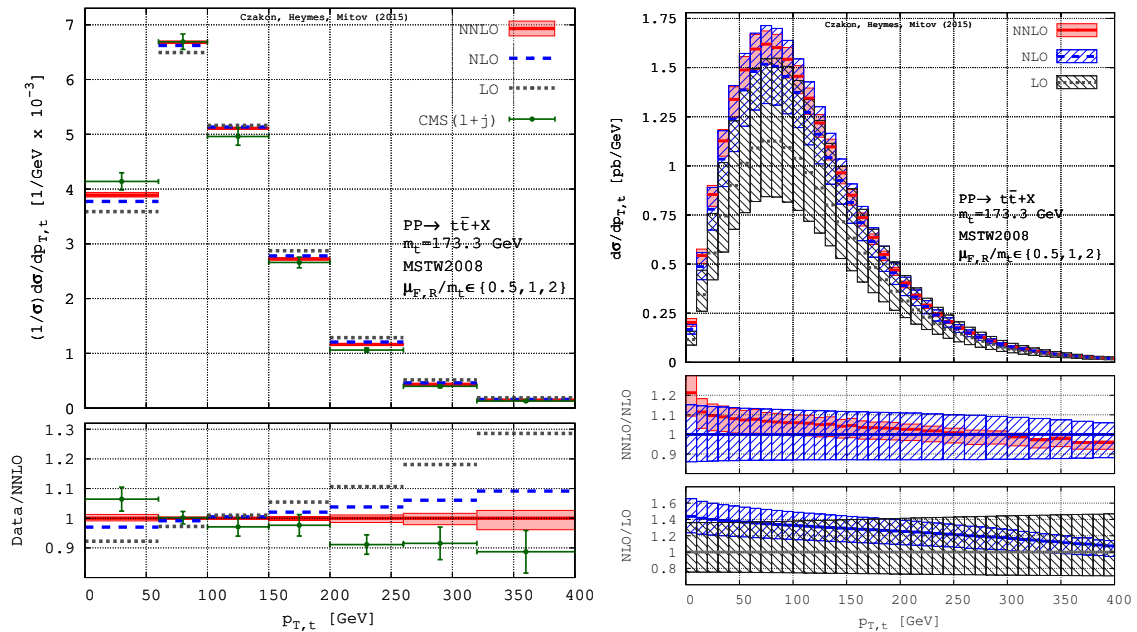 Czakon, Heymes, Mitov (2015)
NNLO
NLO
LO
CMS(l+j)
PP→ tt̄+X
m_t=173.3 GeV
MSTW2008
μ_F,R/m_t∈{0.5,1,2}
(1/σ)dσ/dp_T,t [1/GeV × 10⁻³]
7
6
5
4
3
2
1
0
Data/NNLO
1.3
1.2
1.1
1
0.9
0 50 100 150 200 250 300 350 400
p_T,t [GeV]
Czakon, Heymes, Mitov (2015)
NNLO
NLO
LO
PP→ tt̄+X
m_t=173.3 GeV
MSTW2008
μ_F,R/m_t∈{0.5,1,2}
dσ/dp_T,t [pb/GeV]
1.75
1.5
1.25
1
0.75
0.5
0.25
0
NNLO/NLO
1.2
1.1
1
0.9
NLO/LO
1.6
1.4
1.2
1
0.8
0 50 100 150 200 250 300 350 400
p_T,t [GeV]